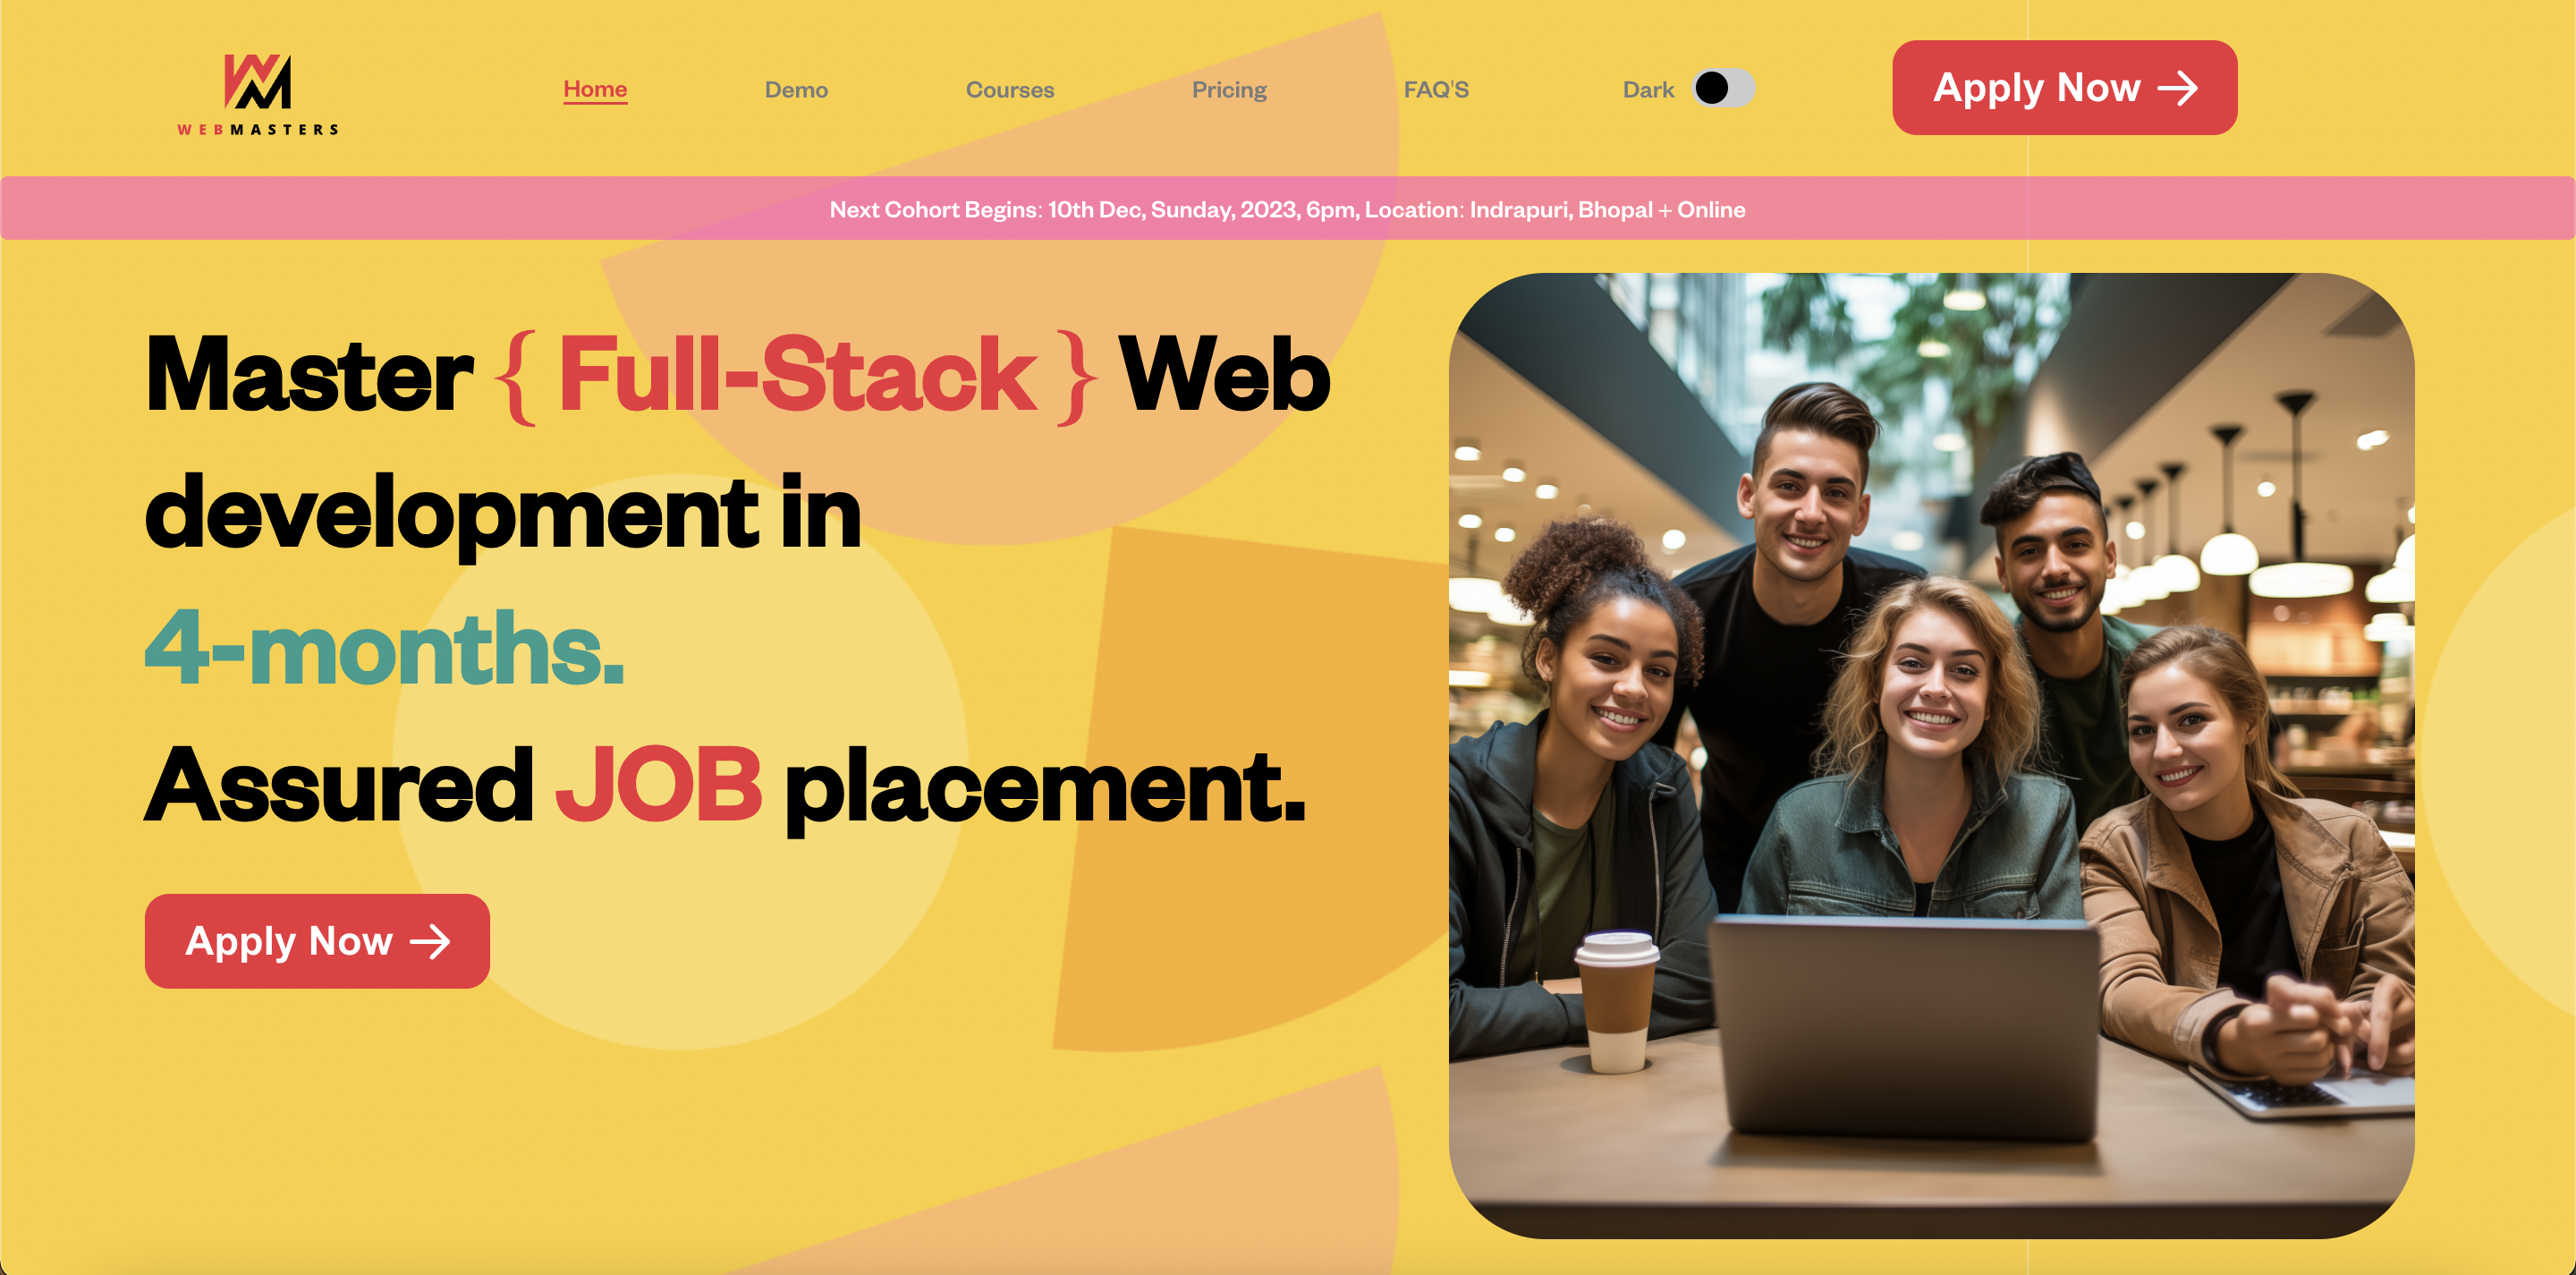 WEBMASTERS
Home
Demo
Courses
Pricing
FAQ'S
Dark
Apply Now
Next Cohort Begins: 10th Dec, Sunday, 2023, 6pm, Location: Indrapuri, Bhopal + Online
Master { Full-Stack } Web
development in
4-months.
Assured JOB placement.
Apply Now